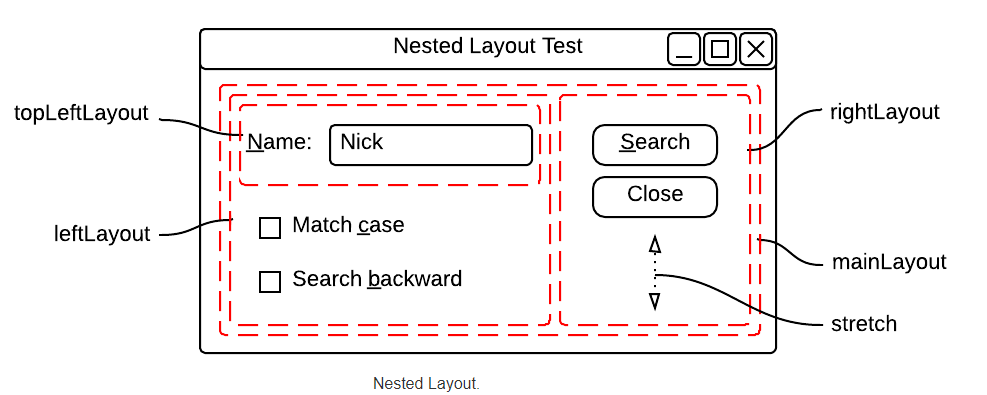 Nested Layout Test
topLeftLayout
Name:
Nick
Search
rightLayout
Close
Match case
leftLayout
mainLayout
Search backward
stretch
Nested Layout.